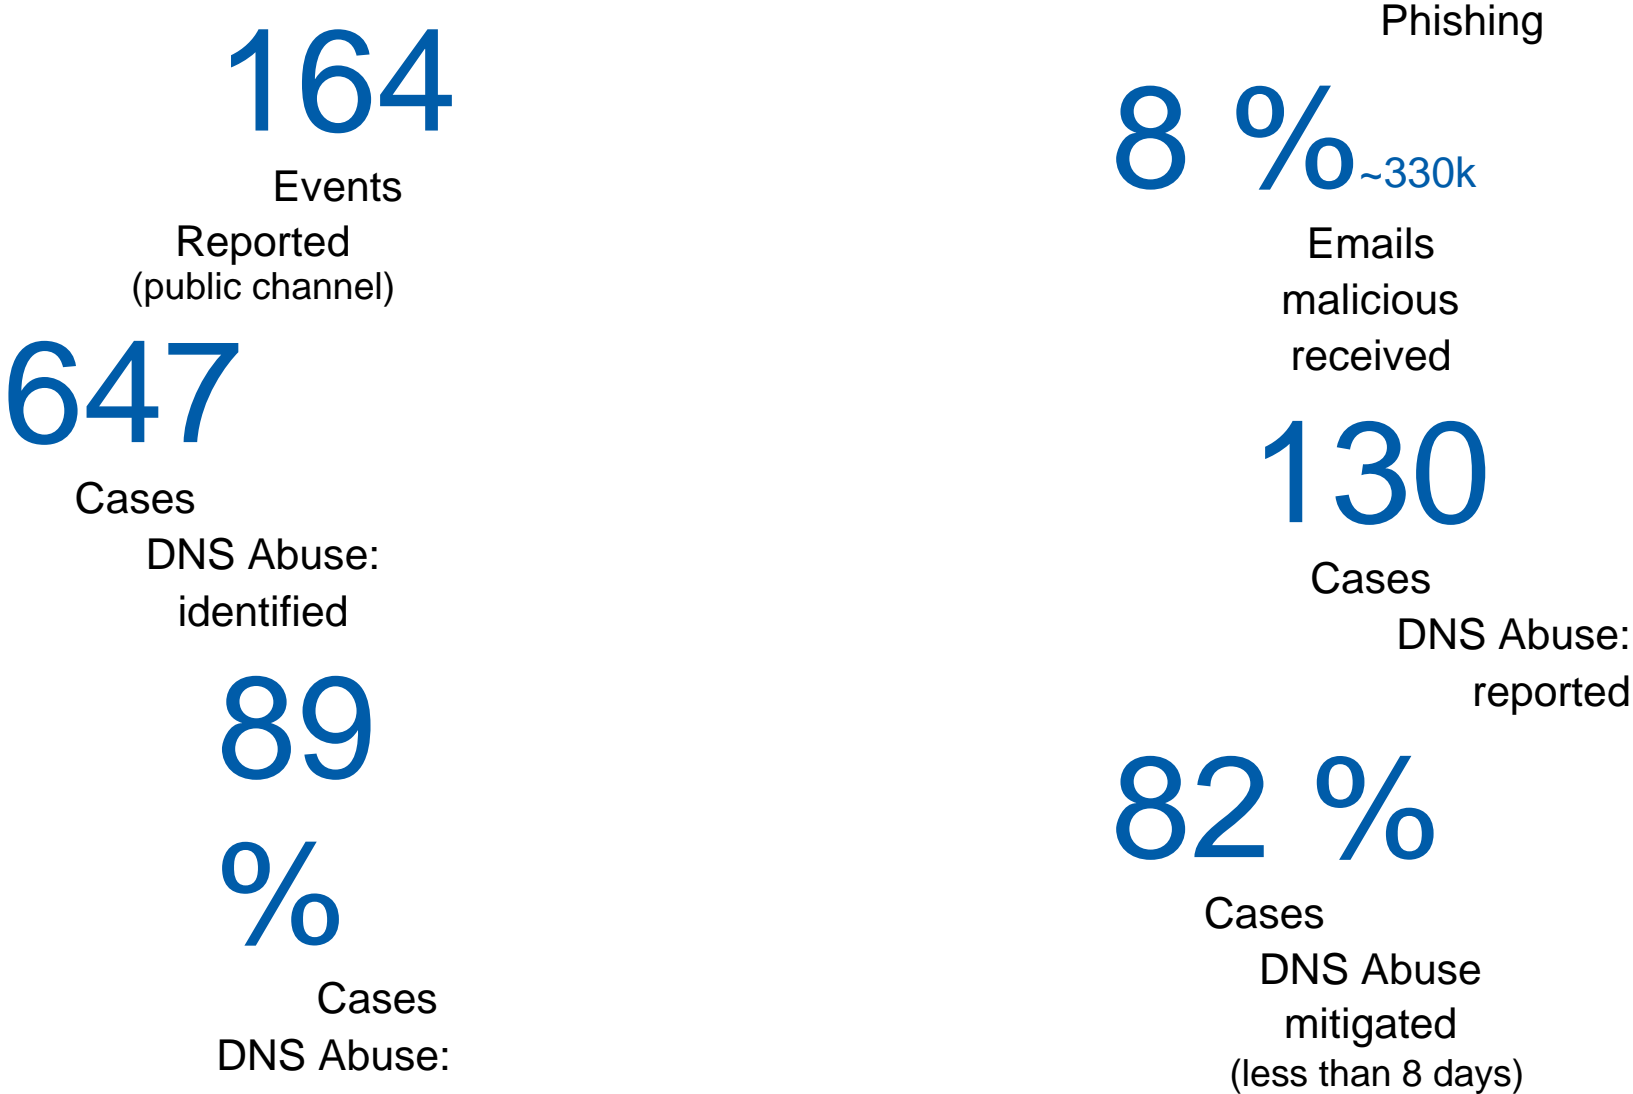 164
Events
Reported
(public channel)
647
Cases
DNS Abuse:
identified
89
%
Cases
DNS Abuse:
Phishing
8 % ~330k
Emails
malicious
received
130
Cases
DNS Abuse:
reported
82 %
Cases
DNS Abuse
mitigated
(less than 8 days)